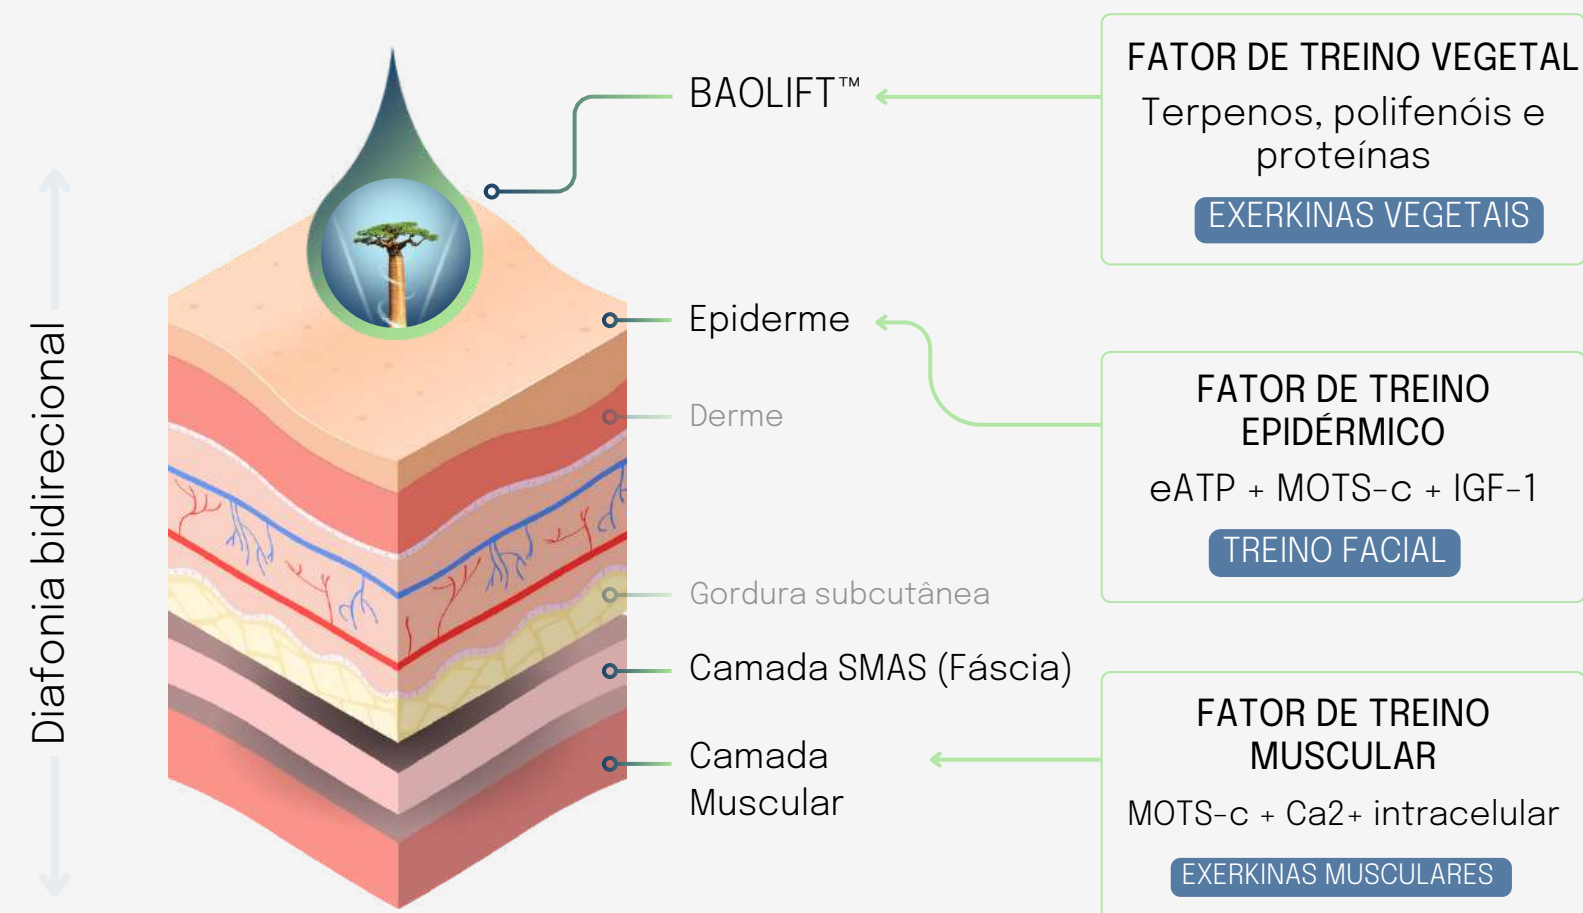 Diafonia bidirecional
BAOLIFT™
Epiderme
Derme
Gordura subcutânea
Camada SMAS (Fáscia)
Camada
Muscular
FATOR DE TREINO VEGETAL
Terpenos, polifenóis e
proteínas
EXERKINAS VEGETAIS
FATOR DE TREINO
EPIDÉRMICO
eATP + MOTS-c + IGF-1
TREINO FACIAL
FATOR DE TREINO
MUSCULAR
MOTS-c + Ca2+ intracelular
EXERKINAS MUSCULARES